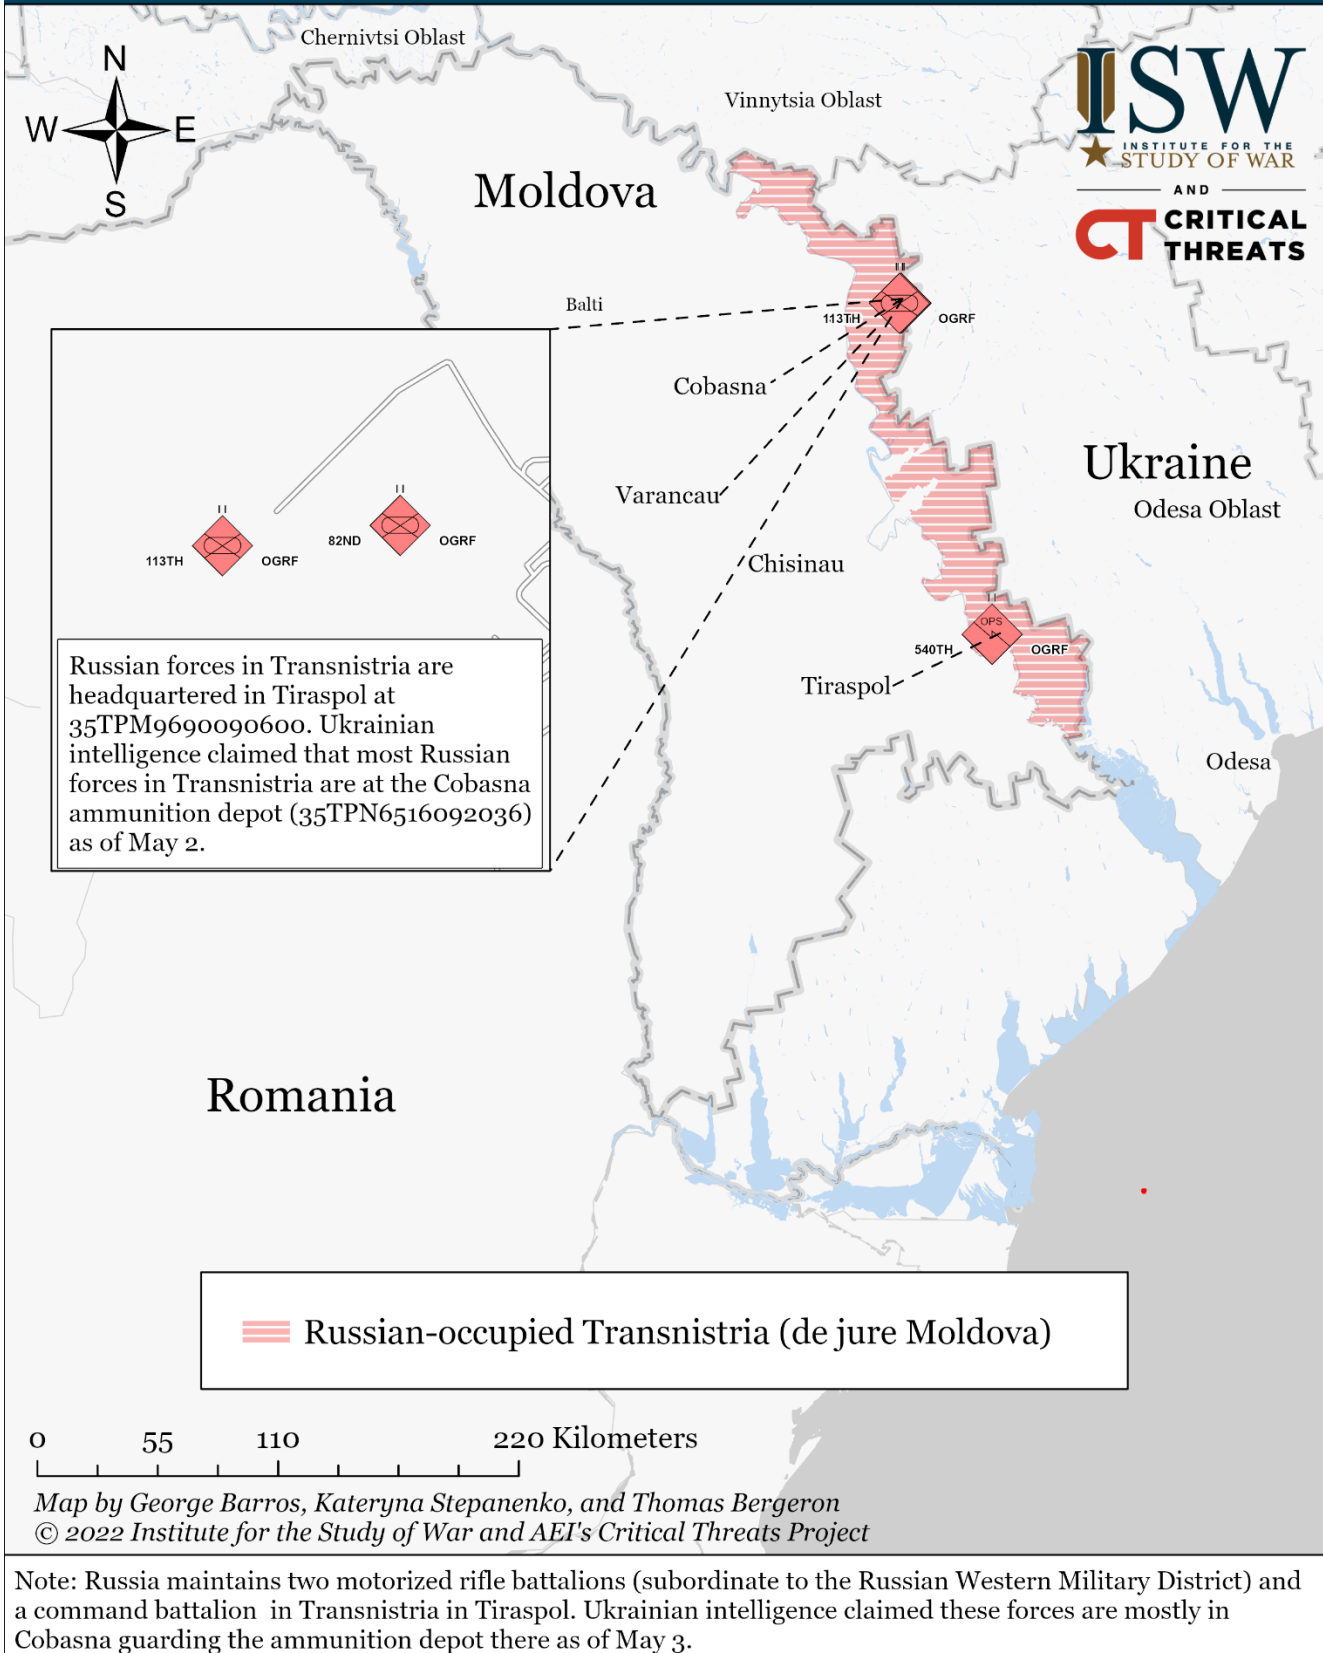 Chernivtsi Oblast
N
W
E
S
Vinnytsia Oblast
ISW
INSTITUTE FOR THE
STUDY OF WAR
AND
CT CRITICAL
THREATS
Moldova
Balti
113TH
OGRF
Cobasna
Varancau
Chisinau
Ukraine
Odesa Oblast
113TH
OGRF
82ND
OGRF
OPS
540TH
OGRF
Tiraspol
Odesa
Russian forces in Transnistria are
headquartered in Tiraspol at
35TPM9690090600. Ukrainian
intelligence claimed that most Russian
forces in Transnistria are at the Cobasna
ammunition depot (35TPN6516092036)
as of May 2.
Romania
Russian-occupied Transnistria (de jure Moldova)
0 55 110 220 Kilometers
Map by George Barros, Kateryna Stepanenko, and Thomas Bergeron
© 2022 Institute for the Study of War and AEI's Critical Threats Project
Note: Russia maintains two motorized rifle battalions (subordinate to the Russian Western Military District) and
a command battalion in Transnistria in Tiraspol. Ukrainian intelligence claimed these forces are mostly in
Cobasna guarding the ammunition depot there as of May 3.